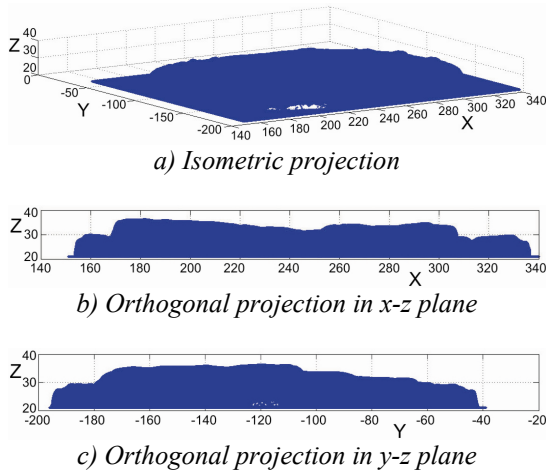 Z
40
30
20
0
-50
-100
-150
-200
Y
140
160
180
200
220
240
260
280
300
320
340
X
a) Isometric projection
Z
40
30
20
140 160 180 200 220 240 260 280 300 320 340
X
b) Orthogonal projection in x-z plane
Z
40
30
20
-200 -180 -160 -140 -120 -100 -80 -60 -40 -20
Y
c) Orthogonal projection in y-z plane